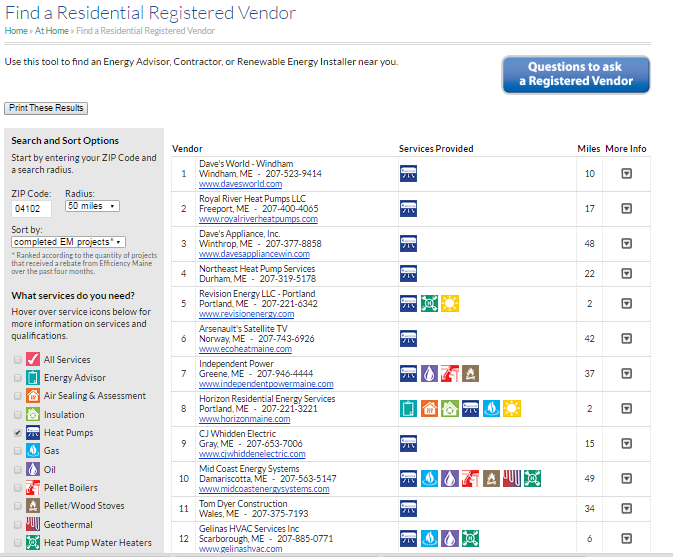 Find a Residential Registered Vendor
Home » At Home » Find a Residential Registered Vendor
Use this tool to find an Energy Advisor, Contractor, or Renewable Energy Installer near you.
Questions to ask
a Registered Vendor
Print These Results
Search and Sort Options
Start by entering your ZIP Code and
a search radius.
ZIP Code: Radius:
04102 50 miles
Sort by:
completed EM projects*
* Ranked according to the quantity of projects
that received a rebate from Efficiency Maine
over the past four months.
What services do you need?
Hover over service icons below for
more information on services and
qualifications.
All Services
Energy Advisor
Air Sealing & Assessment
Insulation
Heat Pumps
Gas
Oil
Pellet Boilers
Pellet/Wood Stoves
Geothermal
Heat Pump Water Heaters
Vendor Services Provided Miles More Info
Dave's World - Windham
1 Windham, ME - 207-523-9414 10
www.davesworld.com
Royal River Heat Pumps LLC
2 Freeport, ME - 207-400-4065 17
www.royalriverheatpumps.com
Dave's Appliance, Inc.
3 Winthrop, ME - 207-377-8858 48
www.davesappliancewin.com
Northeast Heat Pump Services
4 Durham, ME - 207-319-5178 22
Revision Energy LLC - Portland
5 Portland, ME - 207-221-6342 2
www.revisionenergy.com
Arsenault's Satellite TV
6 Norway, ME - 207-743-6926 42
www.ecoheatmaine.com
Independent Power
7 Greene, ME - 207-946-4444 37
www.independentpowermaine.com
Horizon Residential Energy Services
8 Portland, ME - 207-221-3221 2
www.horizonmaine.com
CJ Whidden Electric
9 Gray, ME - 207-653-7006 15
www.cjwhiddenelectric.com
Mid Coast Energy Systems
10 Damariscotta, ME - 207-563-5147 49
www.midcoastenergysystems.com
Tom Dyer Construction
11 Wales, ME - 207-375-7193 34
Gelinas HVAC Services Inc
12 Scarborough, ME - 207-885-0771 6
www.gelinashvac.com